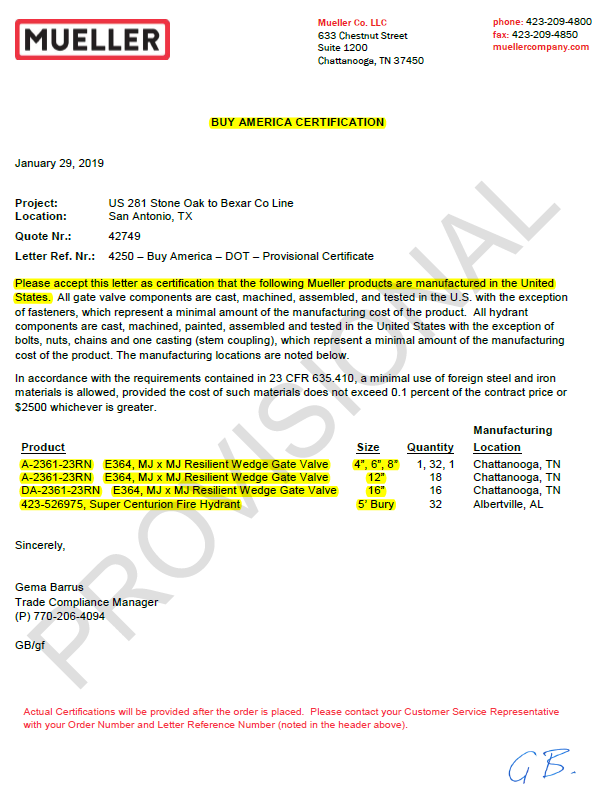 MUELLER
Mueller Co. LLC
633 Chestnut Street
Suite 1200
Chattanooga, TN 37450
phone: 423-209-4800
fax: 423-209-4850
muellercompany.com
BUY AMERICA CERTIFICATION
January 29, 2019
Project: US 281 Stone Oak to Bexar Co Line
Location: San Antonio, TX
Quote Nr.: 42749
Letter Ref. Nr.: 4250 – Buy America – DOT – Provisional Certificate
Please accept this letter as certification that the following Mueller products are manufactured in the United
States. All gate valve components are cast, machined, assembled, and tested in the U.S. with the exception
of fasteners, which represent a minimal amount of the manufacturing cost of the product. All hydrant
components are cast, machined, painted, assembled and tested in the United States with the exception of
bolts, nuts, chains and one casting (stem coupling), which represent a minimal amount of the manufacturing
cost of the product. The manufacturing locations are noted below.
In accordance with the requirements contained in 23 CFR 635.410, a minimal use of foreign steel and iron
materials is allowed, provided the cost of such materials does not exceed 0.1 percent of the contract price or
$2500 whichever is greater.
Manufacturing
Product Size Quantity Location
A-2361-23RN E364, MJ x MJ Resilient Wedge Gate Valve 4", 6", 8" 1, 32, 1 Chattanooga, TN
A-2361-23RN E364, MJ x MJ Resilient Wedge Gate Valve 12" 18 Chattanooga, TN
DA-2361-23RN E364, MJ x MJ Resilient Wedge Gate Valve 16" 16 Chattanooga, TN
423-526975, Super Centurion Fire Hydrant 5' Bury 32 Albertville, AL
Sincerely,
Gema Barrus
Trade Compliance Manager
(P) 770-206-4094
GB/gf
PROVISIONAL
Actual Certifications will be provided after the order is placed. Please contact your Customer Service Representative
with your Order Number and Letter Reference Number (noted in the header above).
GB.